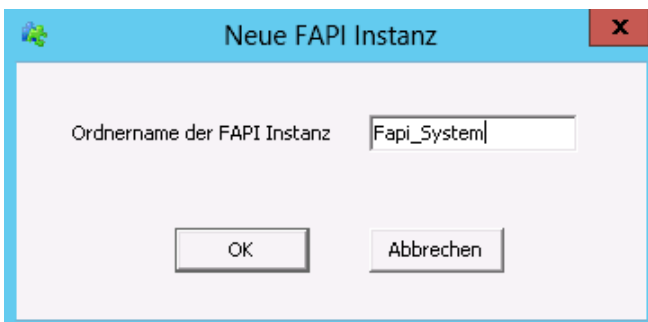 Neue FAPI Instanz
Ordnername der FAPI Instanz Fapi_System
OK Abbrechen